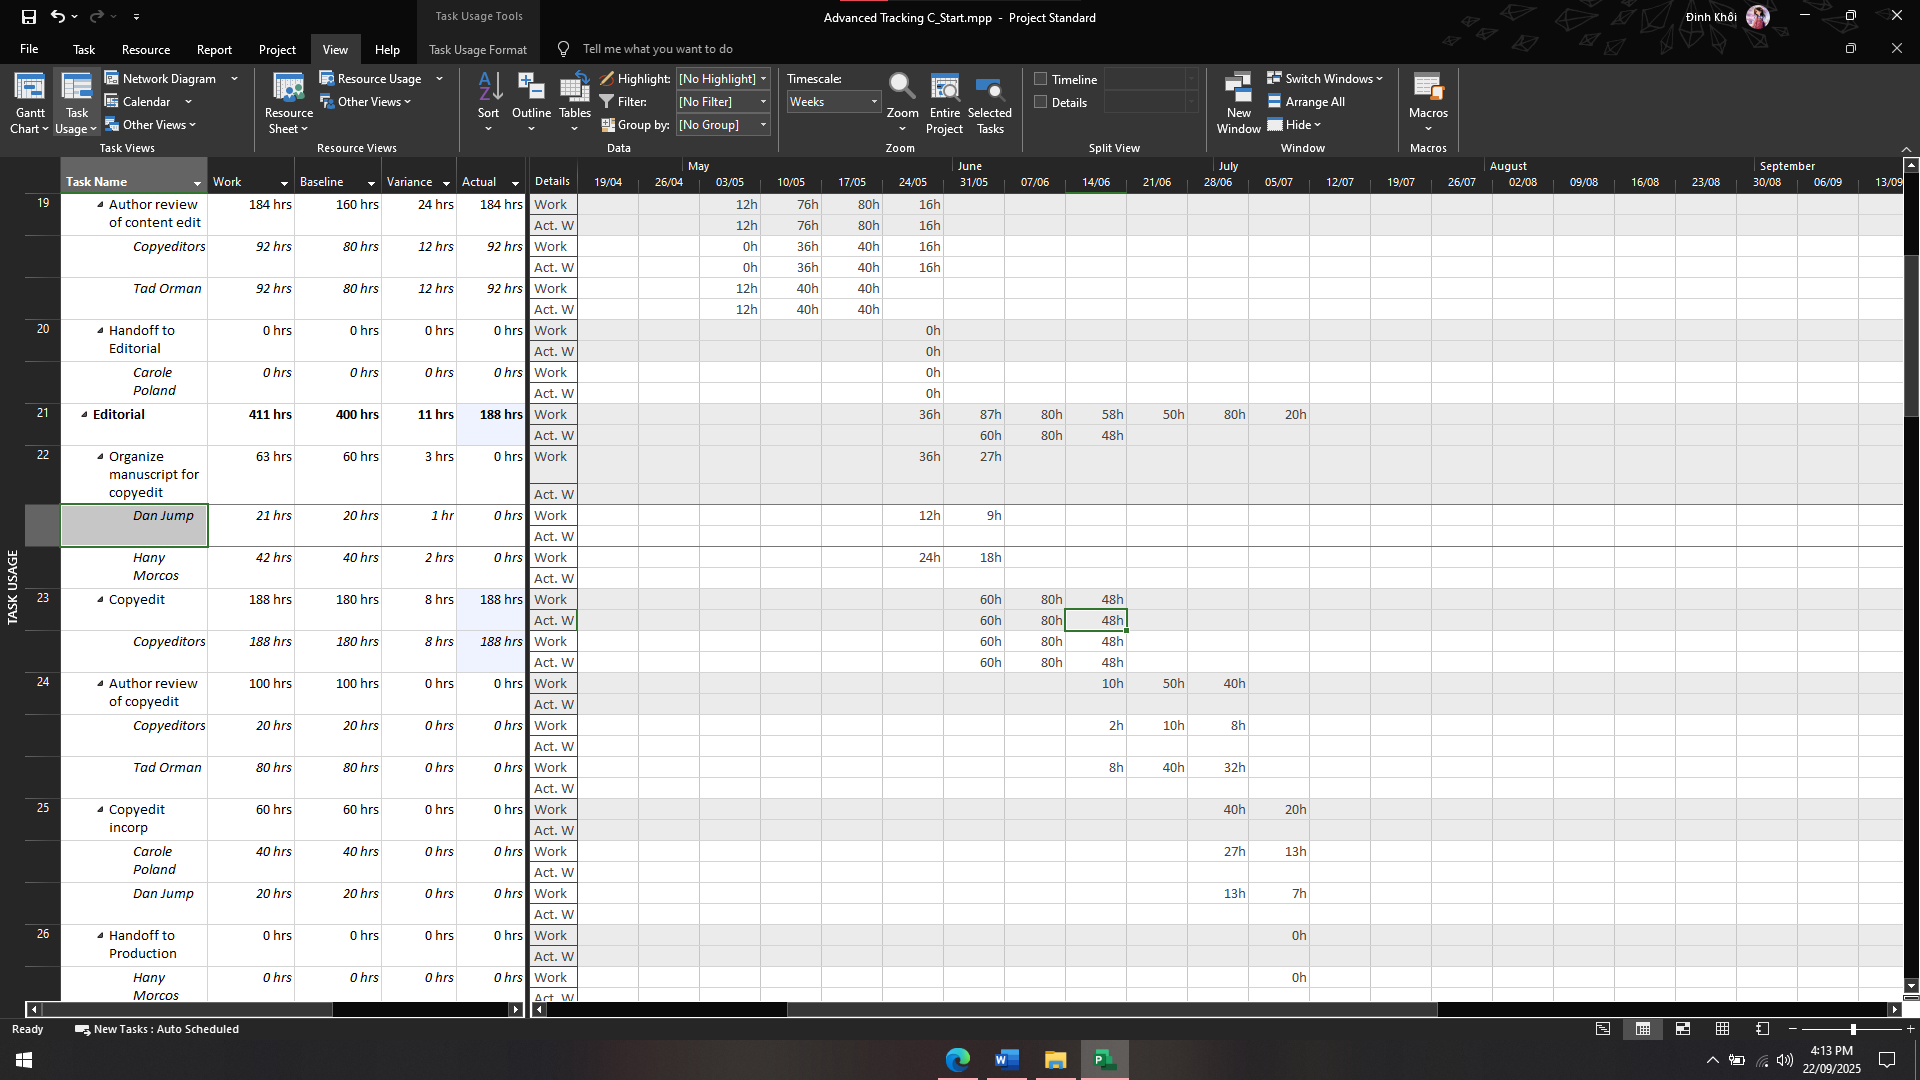 Task Usage Tools
Advanced Tracking C_Start.mpp - Project Standard
Đinh Khôi
File Task Resource Report Project View Help Task Usage Format Tell me what you want to do
Gantt Chart
Task Usage
Network Diagram
Calendar
Other Views
Task Views
Resource Sheet
Resource Usage
Other Views
Resource Views
Sort
Outline
Tables
Highlight: [No Highlight]
Filter: [No Filter]
Group by: [No Group]
Data
Timescale:
Weeks
Zoom
Entire Project
Selected Tasks
Zoom
Timeline
Details
Split View
New Window
Switch Windows
Arrange All
Hide
Window
Macros
Macros
May June July August September
Task Name Work Baseline Variance Actual Details 19/04 26/04 03/05 10/05 17/05 24/05 31/05 07/06 14/06 21/06 28/06 05/07 12/07 19/07 26/07 02/08 09/08 16/08 23/08 30/08 06/09 13/09
19 Author review of content edit 184 hrs 160 hrs 24 hrs 184 hrs Work 12h 76h 80h 16h
Act. W 12h 76h 80h 16h
Copyeditors 92 hrs 80 hrs 12 hrs 92 hrs Work 0h 36h 40h 16h
Act. W 0h 36h 40h 16h
Tad Orman 92 hrs 80 hrs 12 hrs 92 hrs Work 12h 40h 40h
Act. W 12h 40h 40h
20 Handoff to Editorial 0 hrs 0 hrs 0 hrs 0 hrs Work 0h
Act. W 0h
Carole Poland 0 hrs 0 hrs 0 hrs 0 hrs Work 0h
Act. W 0h
21 Editorial 411 hrs 400 hrs 11 hrs 188 hrs Work 36h 87h 80h 58h 50h 80h 20h
Act. W 60h 80h 48h
22 Organize manuscript for copyedit 63 hrs 60 hrs 3 hrs 0 hrs Work 36h 27h
Act. W
Dan Jump 21 hrs 20 hrs 1 hr 0 hrs Work 12h 9h
Act. W
Hany Morcos 42 hrs 40 hrs 2 hrs 0 hrs Work 24h 18h
Act. W
23 Copyedit 188 hrs 180 hrs 8 hrs 188 hrs Work 60h 80h 48h
Act. W 60h 80h 48h
Copyeditors 188 hrs 180 hrs 8 hrs 188 hrs Work 60h 80h 48h
Act. W 60h 80h 48h
24 Author review of copyedit 100 hrs 100 hrs 0 hrs 0 hrs Work 10h 50h 40h
Act. W
Copyeditors 20 hrs 20 hrs 0 hrs 0 hrs Work 2h 10h 8h
Act. W
Tad Orman 80 hrs 80 hrs 0 hrs 0 hrs Work 8h 40h 32h
Act. W
25 Copyedit incorp 60 hrs 60 hrs 0 hrs 0 hrs Work 40h 20h
Act. W
Carole Poland 40 hrs 40 hrs 0 hrs 0 hrs Work 27h 13h
Act. W
Dan Jump 20 hrs 20 hrs 0 hrs 0 hrs Work 13h 7h
Act. W
26 Handoff to Production 0 hrs 0 hrs 0 hrs 0 hrs Work 0h
Act. W
Hany Morcos 0 hrs 0 hrs 0 hrs 0 hrs Work 0h
Act. W
TASK USAGE
Ready New Tasks : Auto Scheduled
4:13 PM
22/09/2025